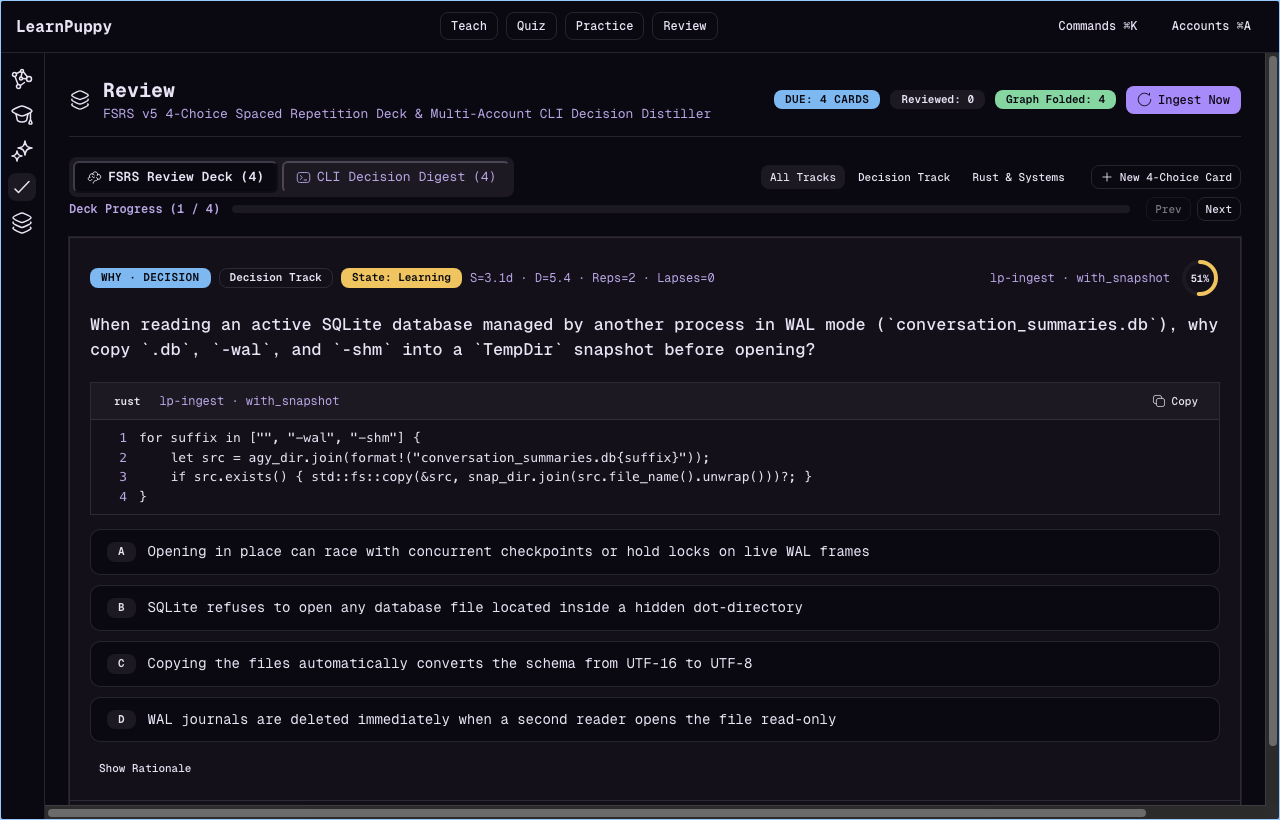 LearnPuppy
Teach Quiz Practice Review
Commands ⌘K Accounts ⌘A
Review
FSRS v5 4-Choice Spaced Repetition Deck & Multi-Account CLI Decision Distiller
DUE: 4 CARDS Reviewed: 0 Graph Folded: 4 Ingest Now
FSRS Review Deck (4) CLI Decision Digest (4)
All Tracks Decision Track Rust & Systems + New 4-Choice Card
Deck Progress (1 / 4) Prev Next
WHY · DECISION Decision Track State: Learning S=3.1d · D=5.4 · Reps=2 · Lapses=0 lp-ingest · with_snapshot 51%
When reading an active SQLite database managed by another process in WAL mode (`conversation_summaries.db`), why
copy `.db`, `-wal`, and `-shm` into a `TempDir` snapshot before opening?
rust lp-ingest · with_snapshot Copy
1 for suffix in ["", "-wal", "-shm"] {
2     let src = agy_dir.join(format!("conversation_summaries.db{suffix}"));
3     if src.exists() { std::fs::copy(&src, snap_dir.join(src.file_name().unwrap()))?; }
4 }
A Opening in place can race with concurrent checkpoints or hold locks on live WAL frames
B SQLite refuses to open any database file located inside a hidden dot-directory
C Copying the files automatically converts the schema from UTF-16 to UTF-8
D WAL journals are deleted immediately when a second reader opens the file read-only
Show Rationale